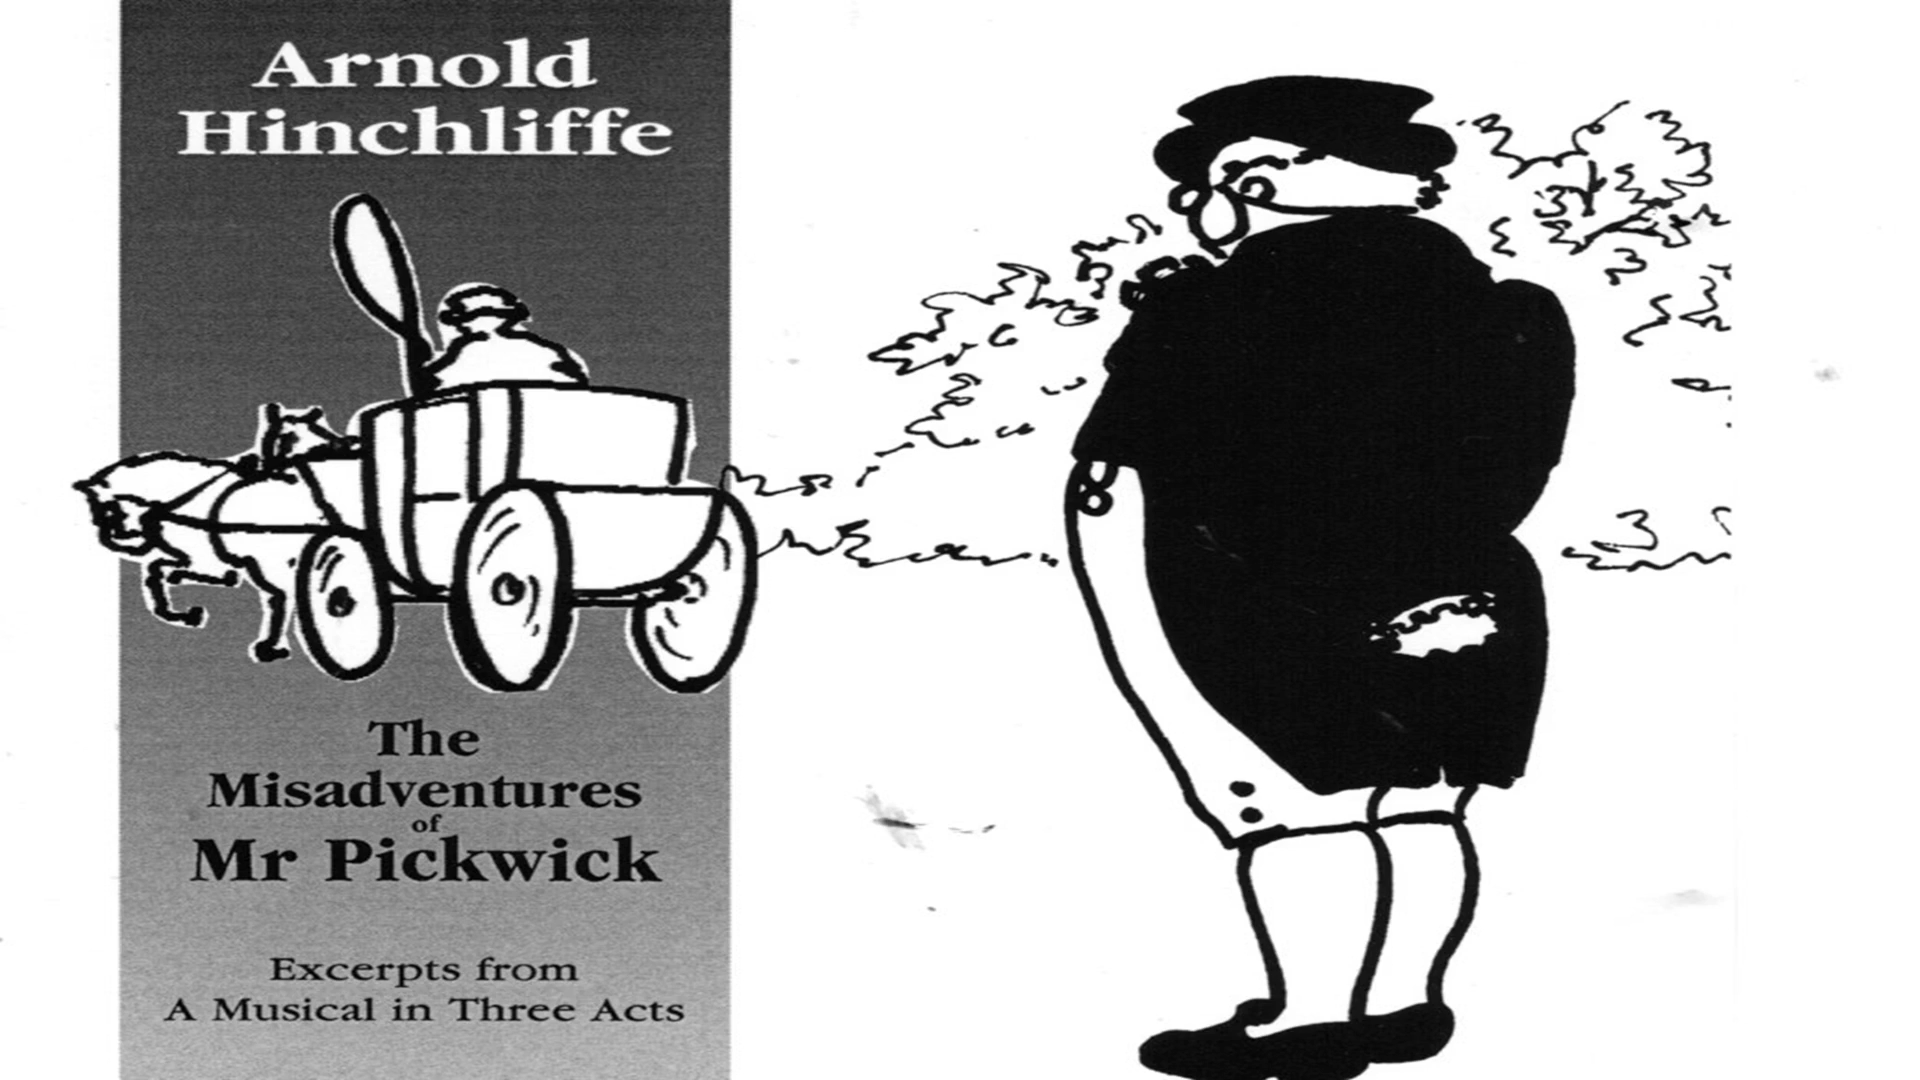 Arnold
Hinchliffe
The
Misadventures
of
Mr Pickwick
Excerpts from
A Musical in Three Acts